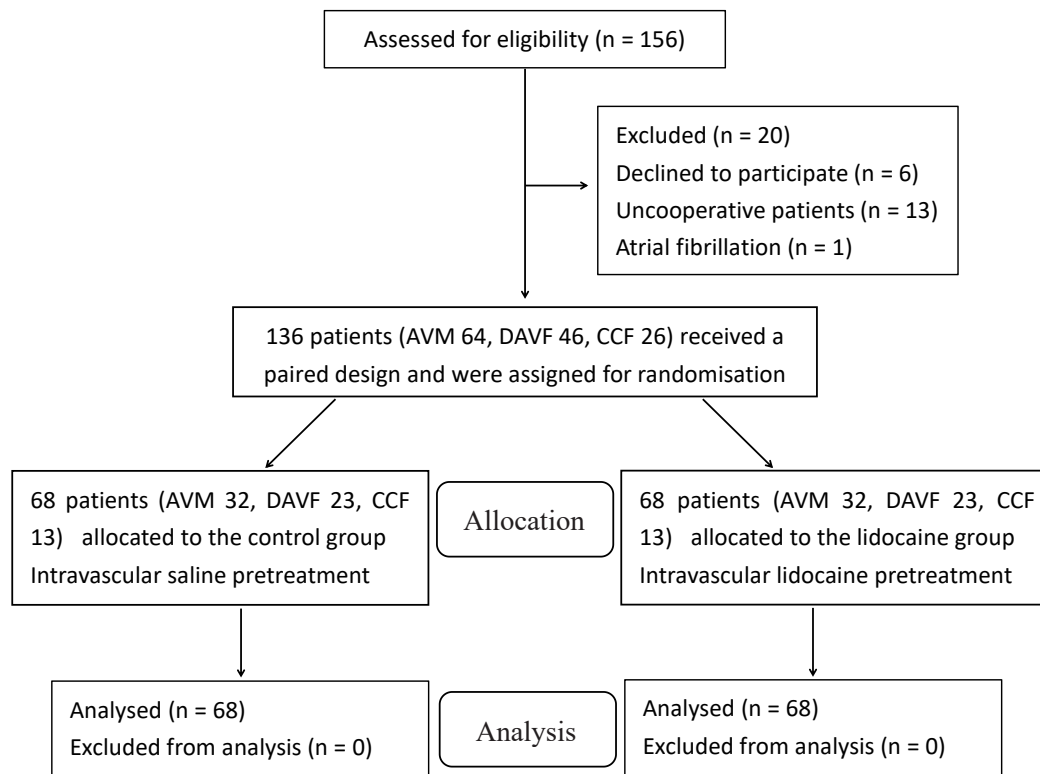 Assessed for eligibility (n = 156)
Excluded (n = 20)
Declined to participate (n = 6)
Uncooperative patients (n = 13)
Atrial fibrillation (n = 1)
136 patients (AVM 64, DAVF 46, CCF 26) received a
paired design and were assigned for randomisation
68 patients (AVM 32, DAVF 23, CCF
13) allocated to the control group
Intravascular saline pretreatment
Allocation
68 patients (AVM 32, DAVF 23, CCF
13) allocated to the lidocaine group
Intravascular lidocaine pretreatment
Analysed (n = 68)
Excluded from analysis (n = 0)
Analysis
Analysed (n = 68)
Excluded from analysis (n = 0)